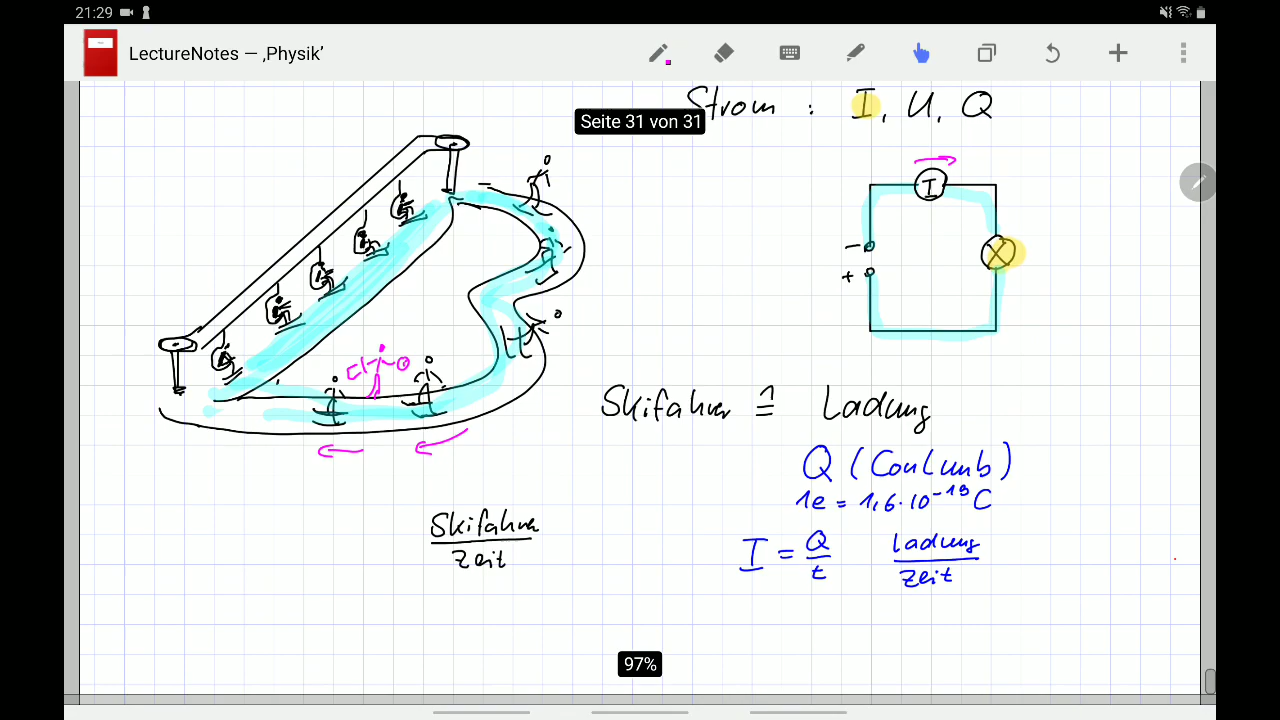 21:29
LectureNotes — ‚Physik’
Strom : I, U, Q
Seite 31 von 31
I
−
+
Skifahrer ≙ Ladung
Q (Coulomb)
1e = 1,6·10⁻¹⁹ C
Skifahrer
Zeit
I = Q/t
Ladung
Zeit
97%